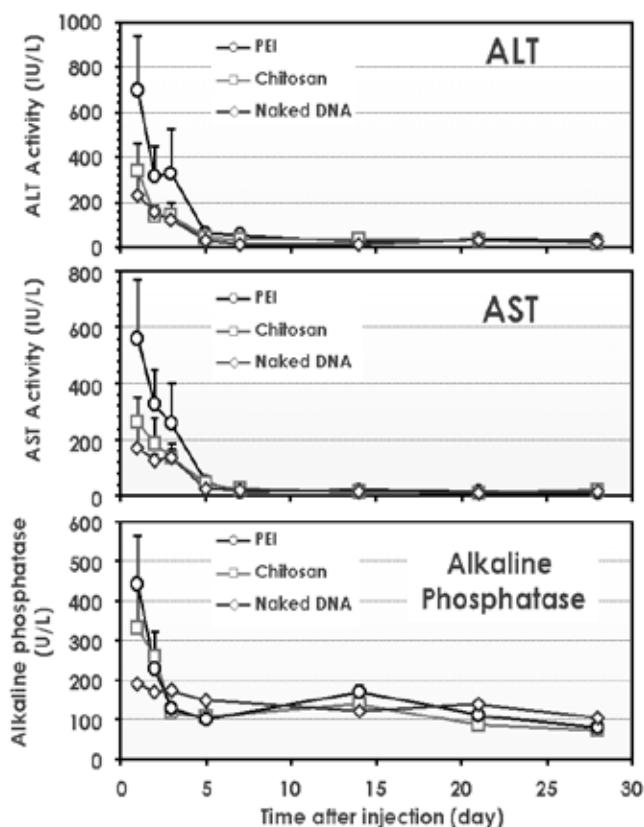 1000
800
600
400
200
0
ALT Activity (IU/L)
PEI
Chitosan
Naked DNA
ALT
800
600
400
200
0
AST Activity (IU/L)
PEI
Chitosan
Naked DNA
AST
600
500
400
300
200
100
0
Alkaline phosphatase
(U/L)
PEI
Chitosan
Naked DNA
Alkaline
Phosphatase
0 5 10 15 20 25 30
Time after injection (day)